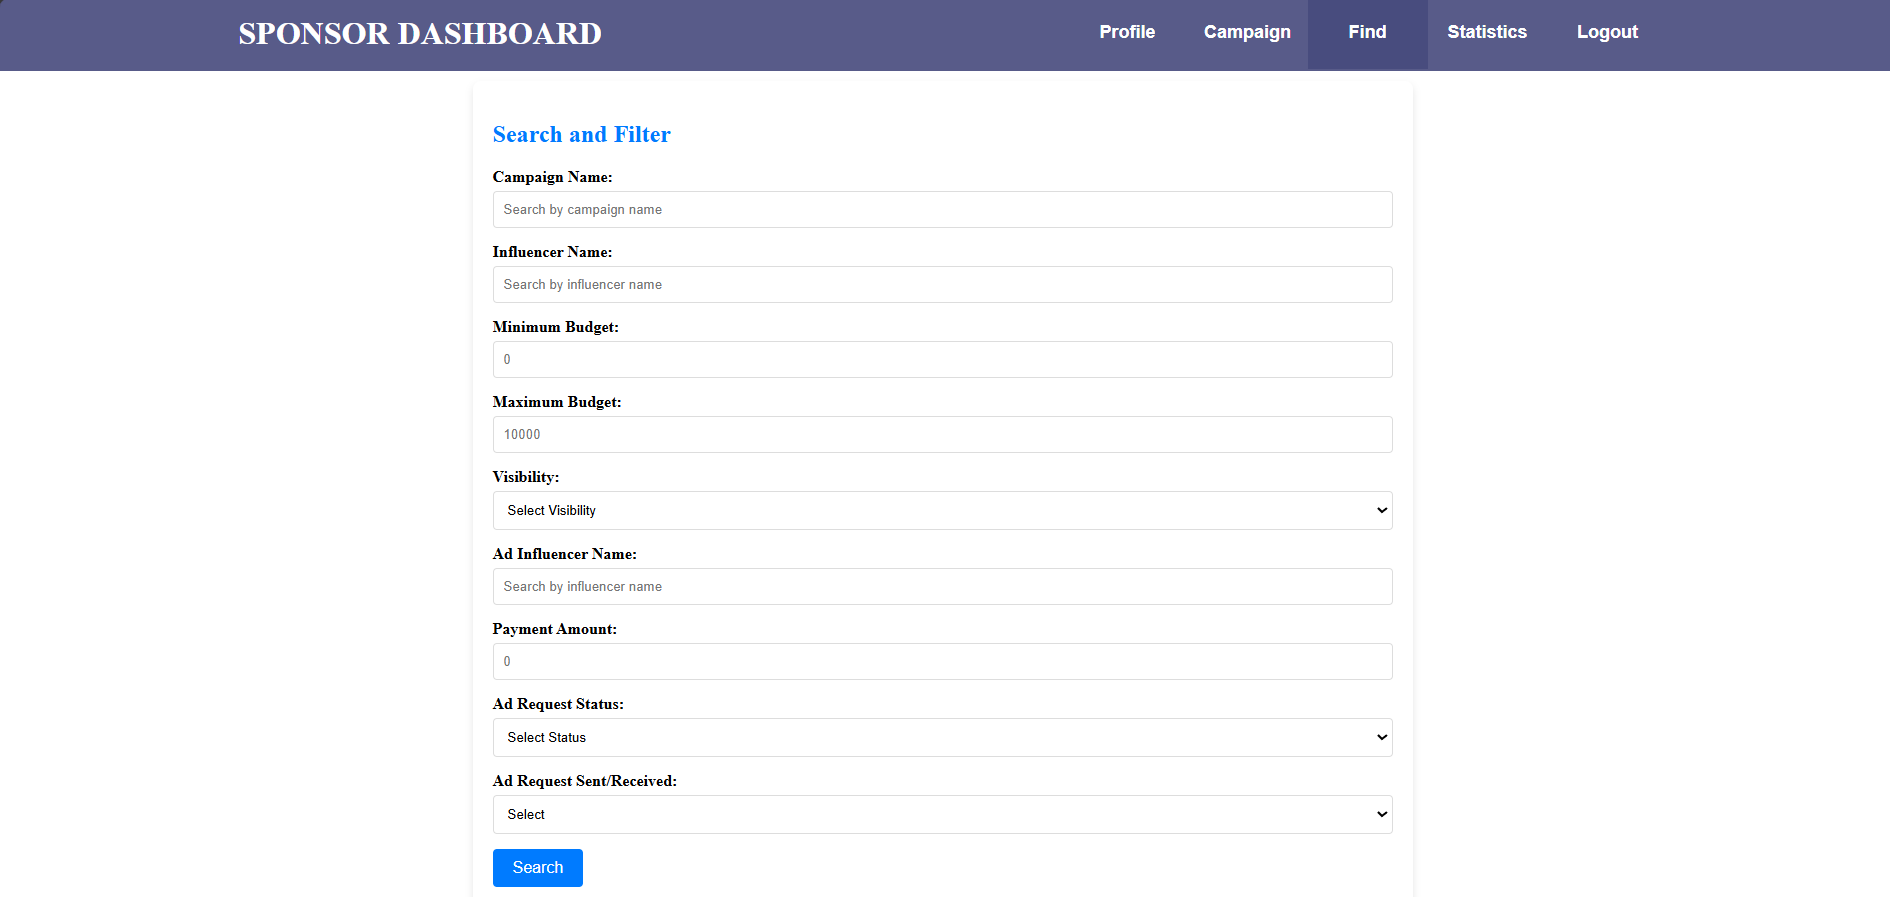 SPONSOR DASHBOARD
Profile Campaign Find Statistics Logout
Search and Filter
Campaign Name:
Search by campaign name
Influencer Name:
Search by influencer name
Minimum Budget:
0
Maximum Budget:
10000
Visibility:
Select Visibility
Ad Influencer Name:
Search by influencer name
Payment Amount:
0
Ad Request Status:
Select Status
Ad Request Sent/Received:
Select
Search